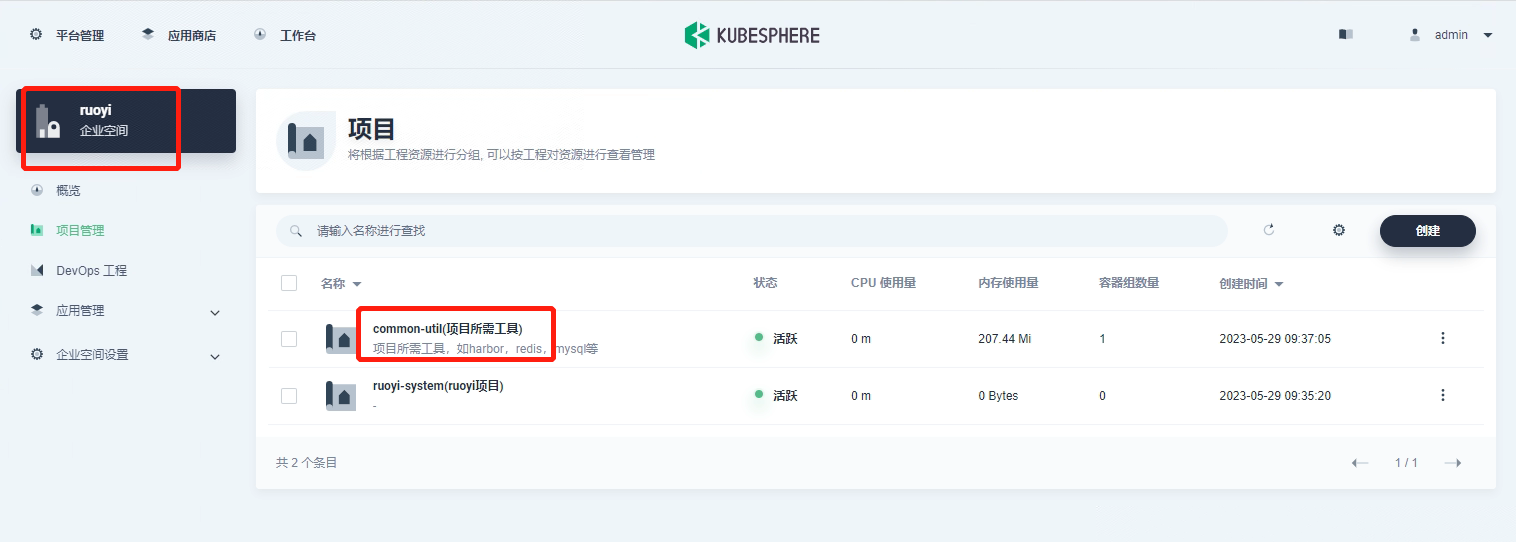 平台管理 应用商店 工作台 KUBESPHERE admin
ruoyi
企业空间
概览
项目管理
DevOps 工程
应用管理
企业空间设置
项目
将根据工程资源进行分组, 可以按工程对资源进行查看管理
请输入名称进行查找 创建
名称 状态 CPU 使用量 内存使用量 容器组数量 创建时间
common-util(项目所需工具) 活跃 0 m 207.44 Mi 1 2023-05-29 09:37:05
项目所需工具，如harbor，redis，mysql等
ruoyi-system(ruoyi项目) 活跃 0 m 0 Bytes 0 2023-05-29 09:35:20
-
共 2 个条目 1 / 1